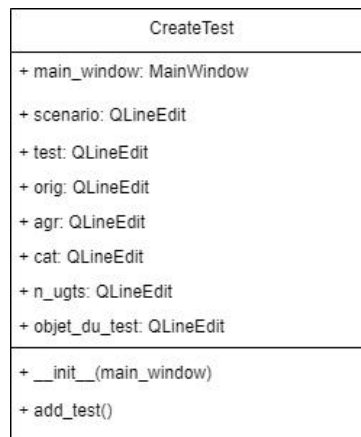 CreateTest
+ main_window: MainWindow
+ scenario: QLineEdit
+ test: QLineEdit
+ orig: QLineEdit
+ agr: QLineEdit
+ cat: QLineEdit
+ n_ugts: QLineEdit
+ objet_du_test: QLineEdit
+ __init__(main_window)
+ add_test()